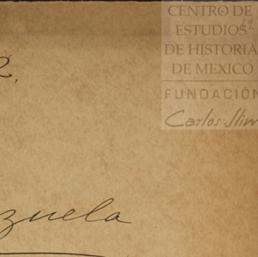 CENTRO DE
ESTUDIOS
DE HISTORIA
DE MEXICO
FUNDACIÓN
Carlos Slim
2.
zuela